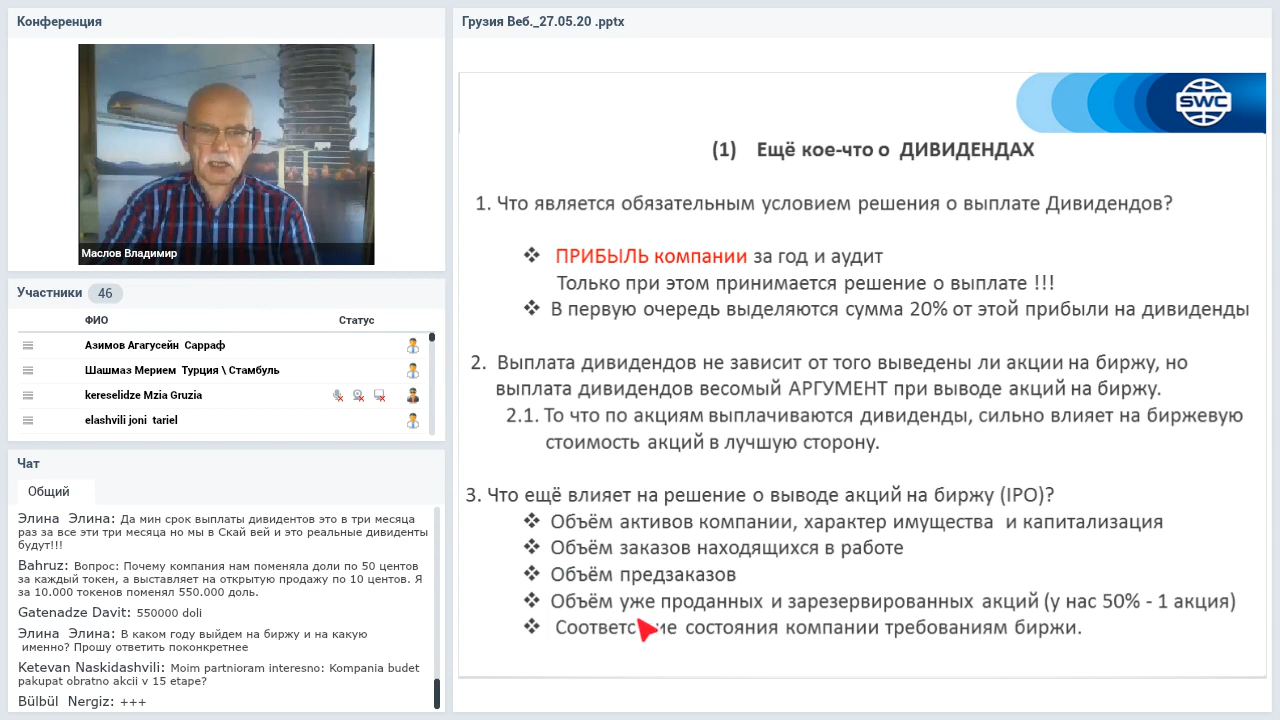 Конференция
Маслов Владимир
Участники 46
ФИО Статус
Азимов Агагусейн Сарраф
Шашмаз Мерием Турция \ Стамбуль
kereselidze Mzia Gruzia
elashvili joni tariel
Чат
Общий
Элина Элина: Да мин срок выплаты дивидентов это в три месяца
раз за все эти три месяца но мы в Скай вей и это реальные дивиденты
будут!!!
Bahruz: Вопрос: Почему компания нам поменяла доли по 50 центов
за каждый токен, а выставляет на открытую продажу по 10 центов. Я
за 10.000 токенов поменял 550.000 доль.
Gatenadze Davit: 550000 doli
Элина Элина: В каком году выйдем на биржу и на какую
именно? Прошу ответить поконкретнее
Ketevan Naskidashvili: Moim partnioram interesno: Kompania budet
pakupat obratno akcii v 15 etape?
Bülbül Nergiz: +++
Грузия Веб._27.05.20 .pptx
SWC
(1) Ещё кое-что о ДИВИДЕНДАХ
1. Что является обязательным условием решения о выплате Дивидендов?
❖ ПРИБЫЛЬ компании за год и аудит
Только при этом принимается решение о выплате !!!
❖ В первую очередь выделяются сумма 20% от этой прибыли на дивиденды
2. Выплата дивидендов не зависит от того выведены ли акции на биржу, но
выплата дивидендов весомый АРГУМЕНТ при выводе акций на биржу.
2.1. То что по акциям выплачиваются дивиденды, сильно влияет на биржевую
стоимость акций в лучшую сторону.
3. Что ещё влияет на решение о выводе акций на биржу (IPO)?
❖ Объём активов компании, характер имущества и капитализация
❖ Объём заказов находящихся в работе
❖ Объём предзаказов
❖ Объём уже проданных и зарезервированных акций (у нас 50% - 1 акция)
❖ состояния компании требованиям биржи.